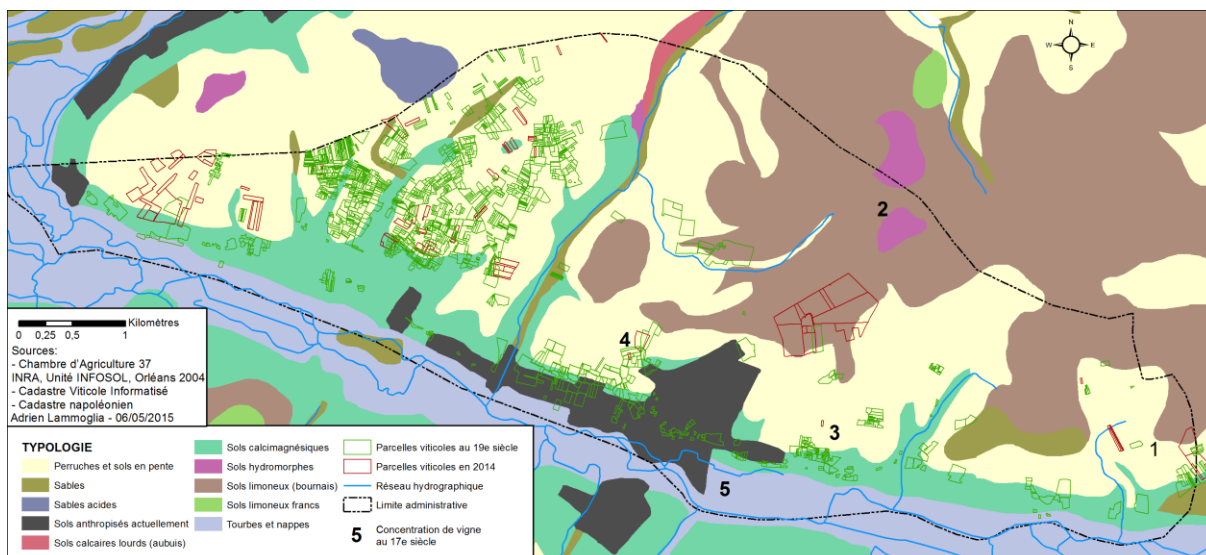 N
W E
S
2
4
3
1
5
Kilomètres
0 0,25 0,5 1
Sources:
- Chambre d'Agriculture 37
INRA, Unité INFOSOL, Orléans 2004
- Cadastre Viticole Informatisé
- Cadastre napoléonien
Adrien Lammoglia - 06/05/2015
TYPOLOGIE
Perruches et sols en pente
Sables
Sables acides
Sols anthropisés actuellement
Sols calcaires lourds (aubuis)
Sols calcimagnésiques
Sols hydromorphes
Sols limoneux (bournais)
Sols limoneux francs
Tourbes et nappes
Parcelles viticoles au 19e siècle
Parcelles viticoles en 2014
Réseau hydrographique
Limite administrative
5 Concentration de vigne
au 17e siècle